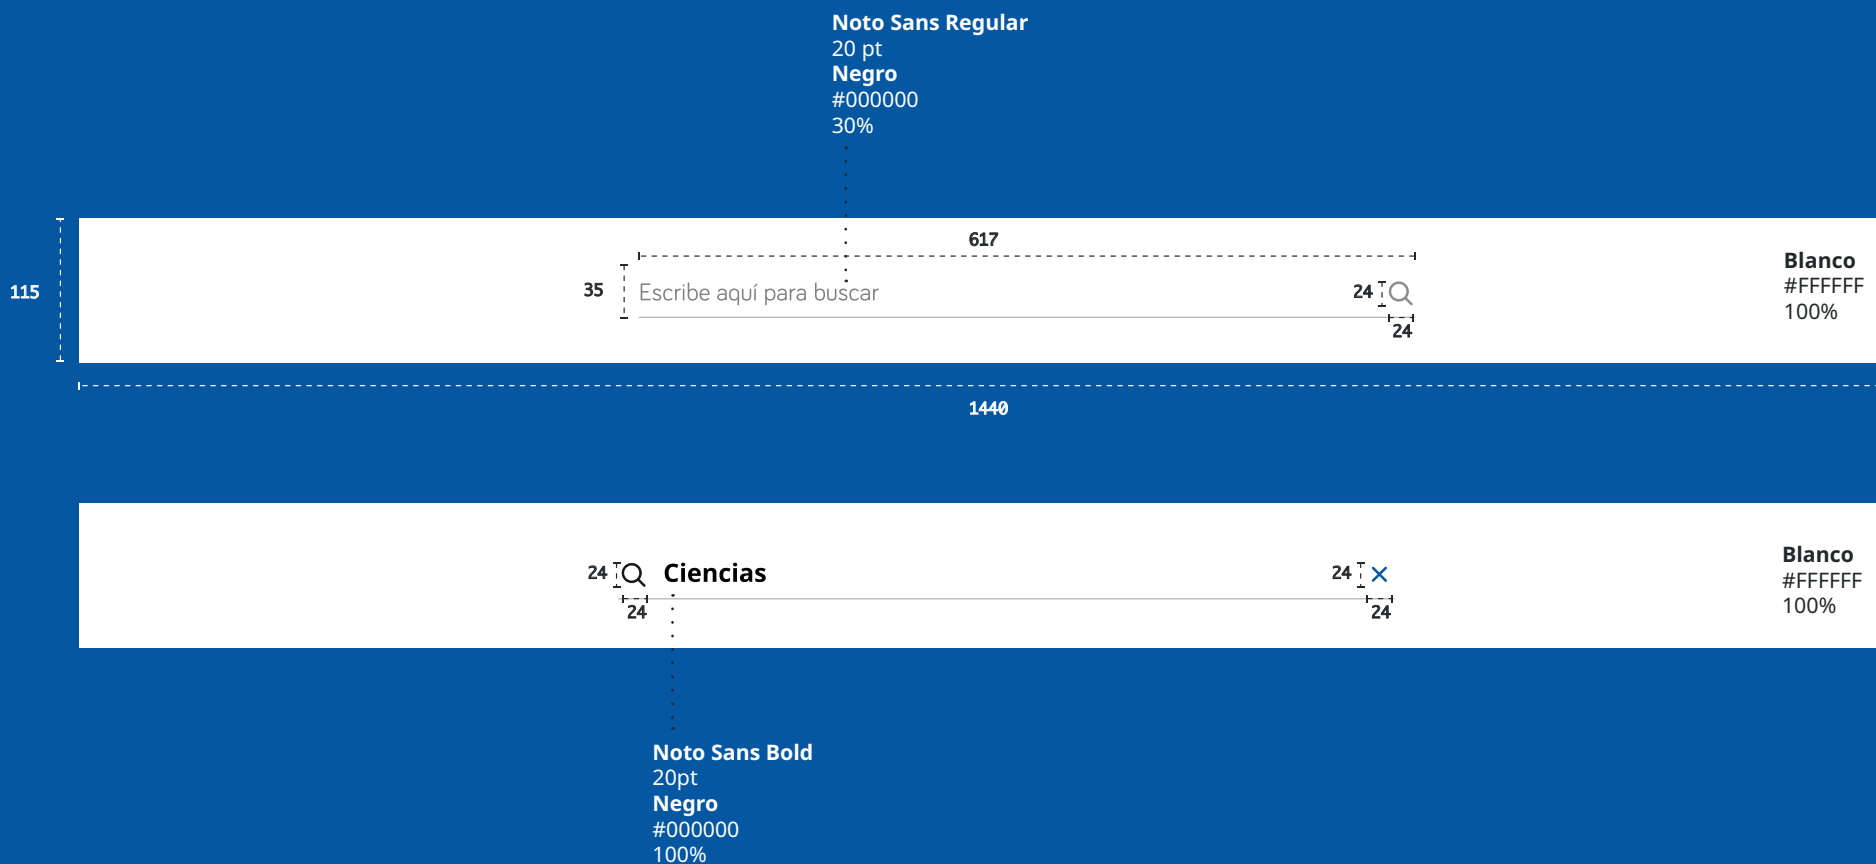 Noto Sans Regular
20 pt
Negro
#000000
30%
617
115
35
Escribe aquí para buscar
24
24
Blanco
#FFFFFF
100%
1440
24
Ciencias
24
24
24
Blanco
#FFFFFF
100%
Noto Sans Bold
20pt
Negro
#000000
100%